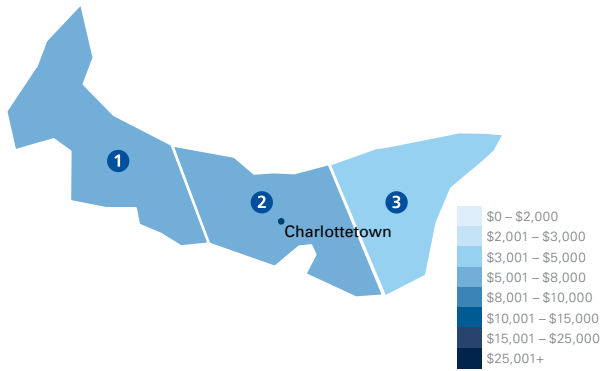 1
2
3
Charlottetown
$0 – $2,000
$2,001 – $3,000
$3,001 – $5,000
$5,001 – $8,000
$8,001 – $10,000
$10,001 – $15,000
$15,001 – $25,000
$25,001+